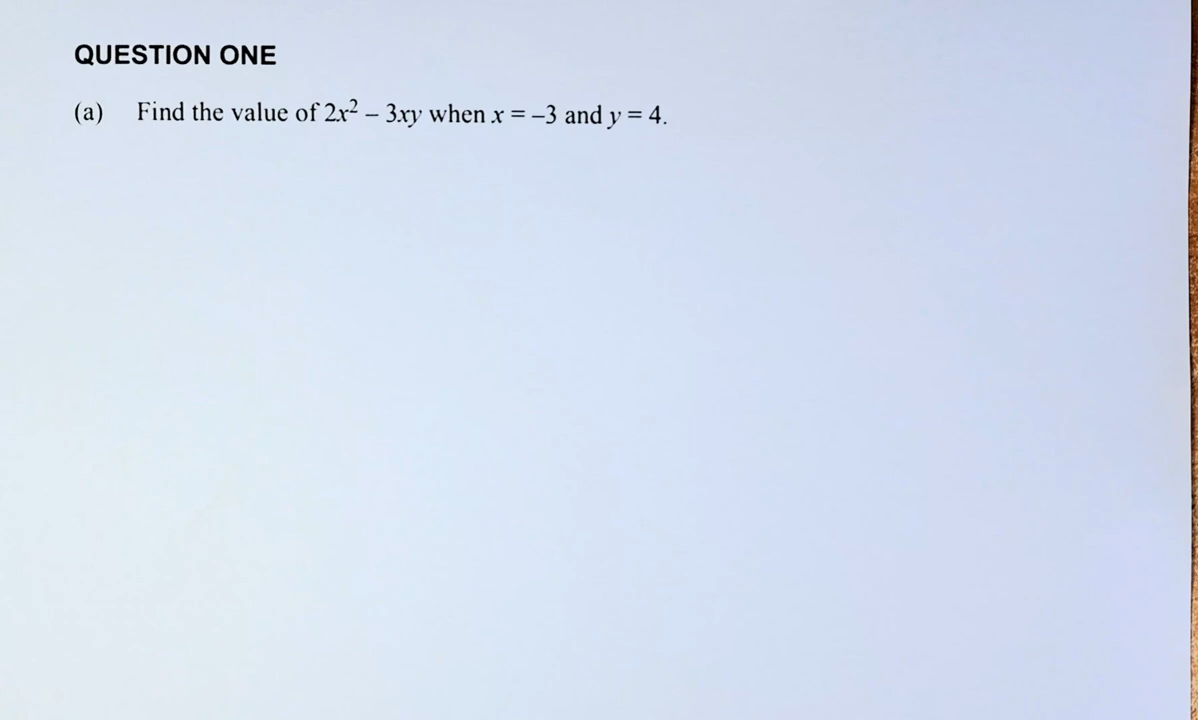 QUESTION ONE
(a) Find the value of 2x² – 3xy when x = –3 and y = 4.